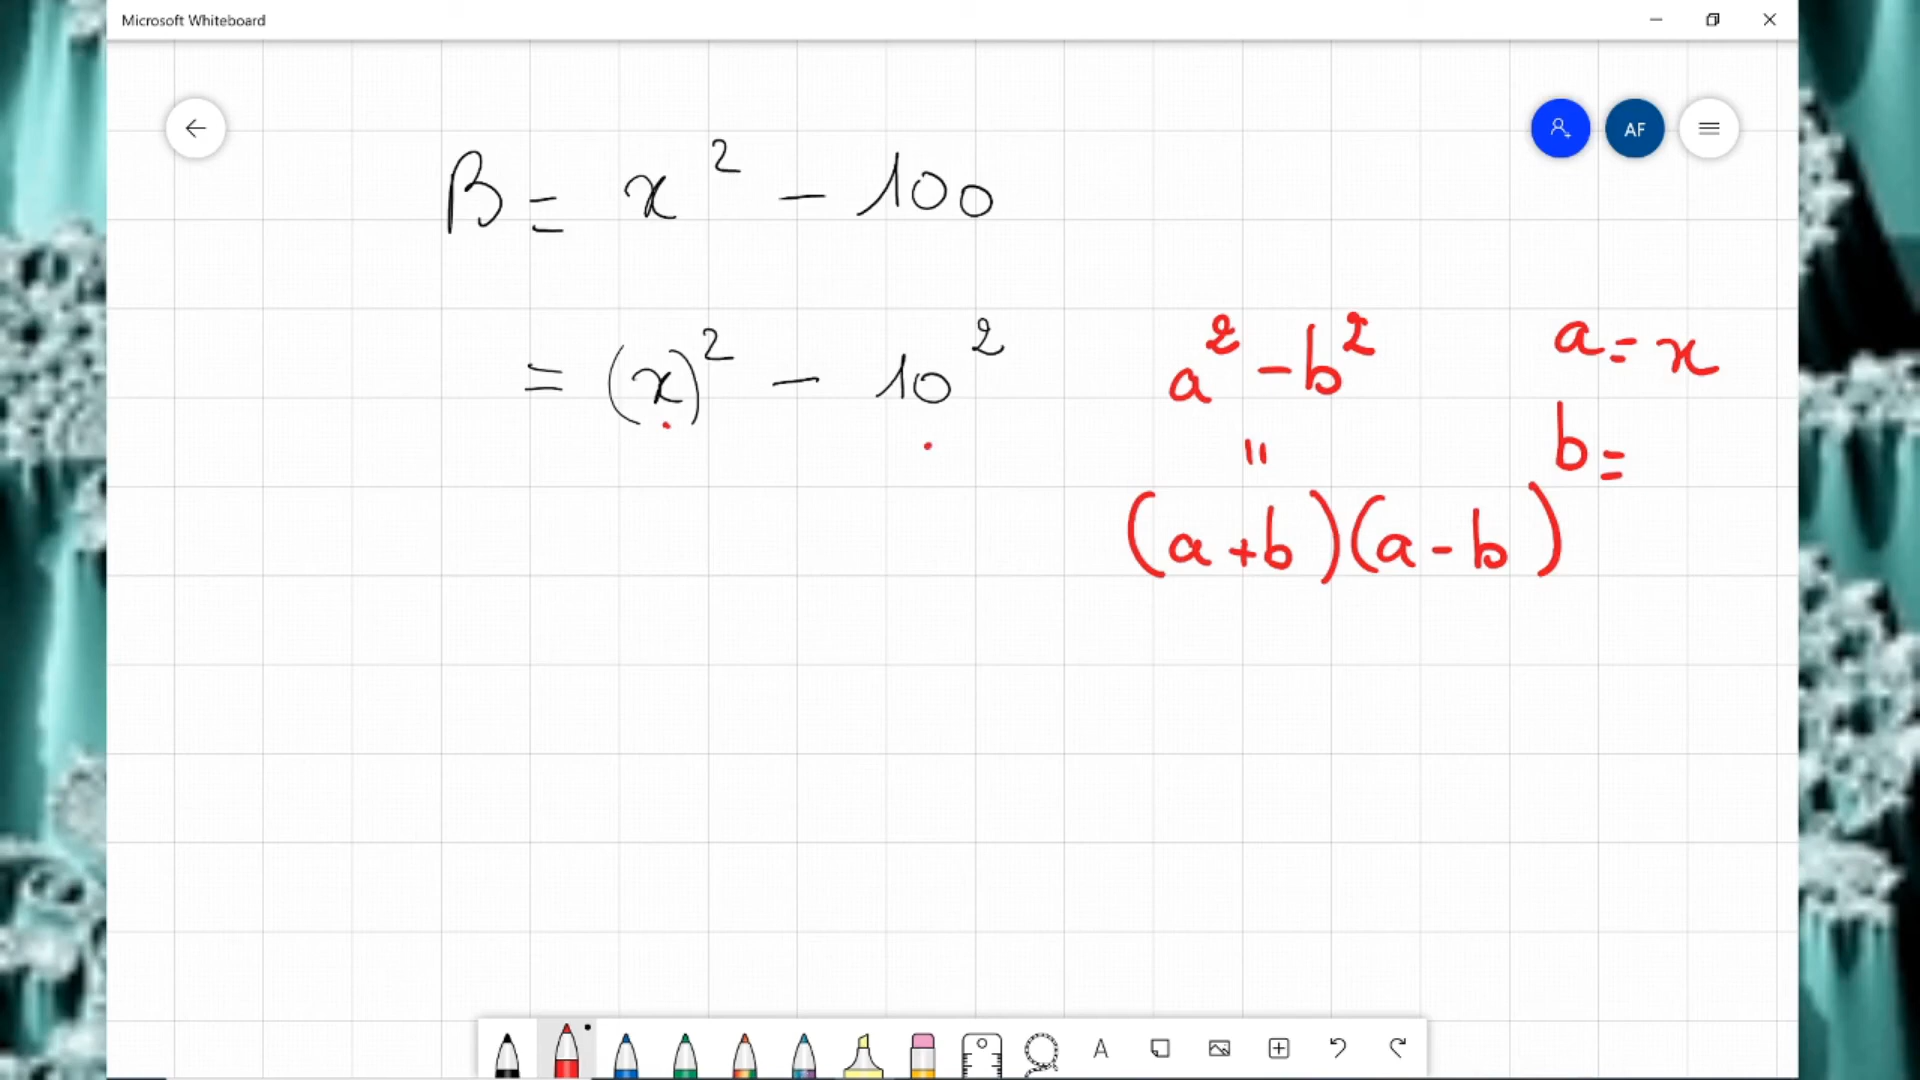 Microsoft Whiteboard
AF
B = x² - 100
= (x)² - 10²
a² - b²
"
(a + b)(a - b)
a = x
b =
A